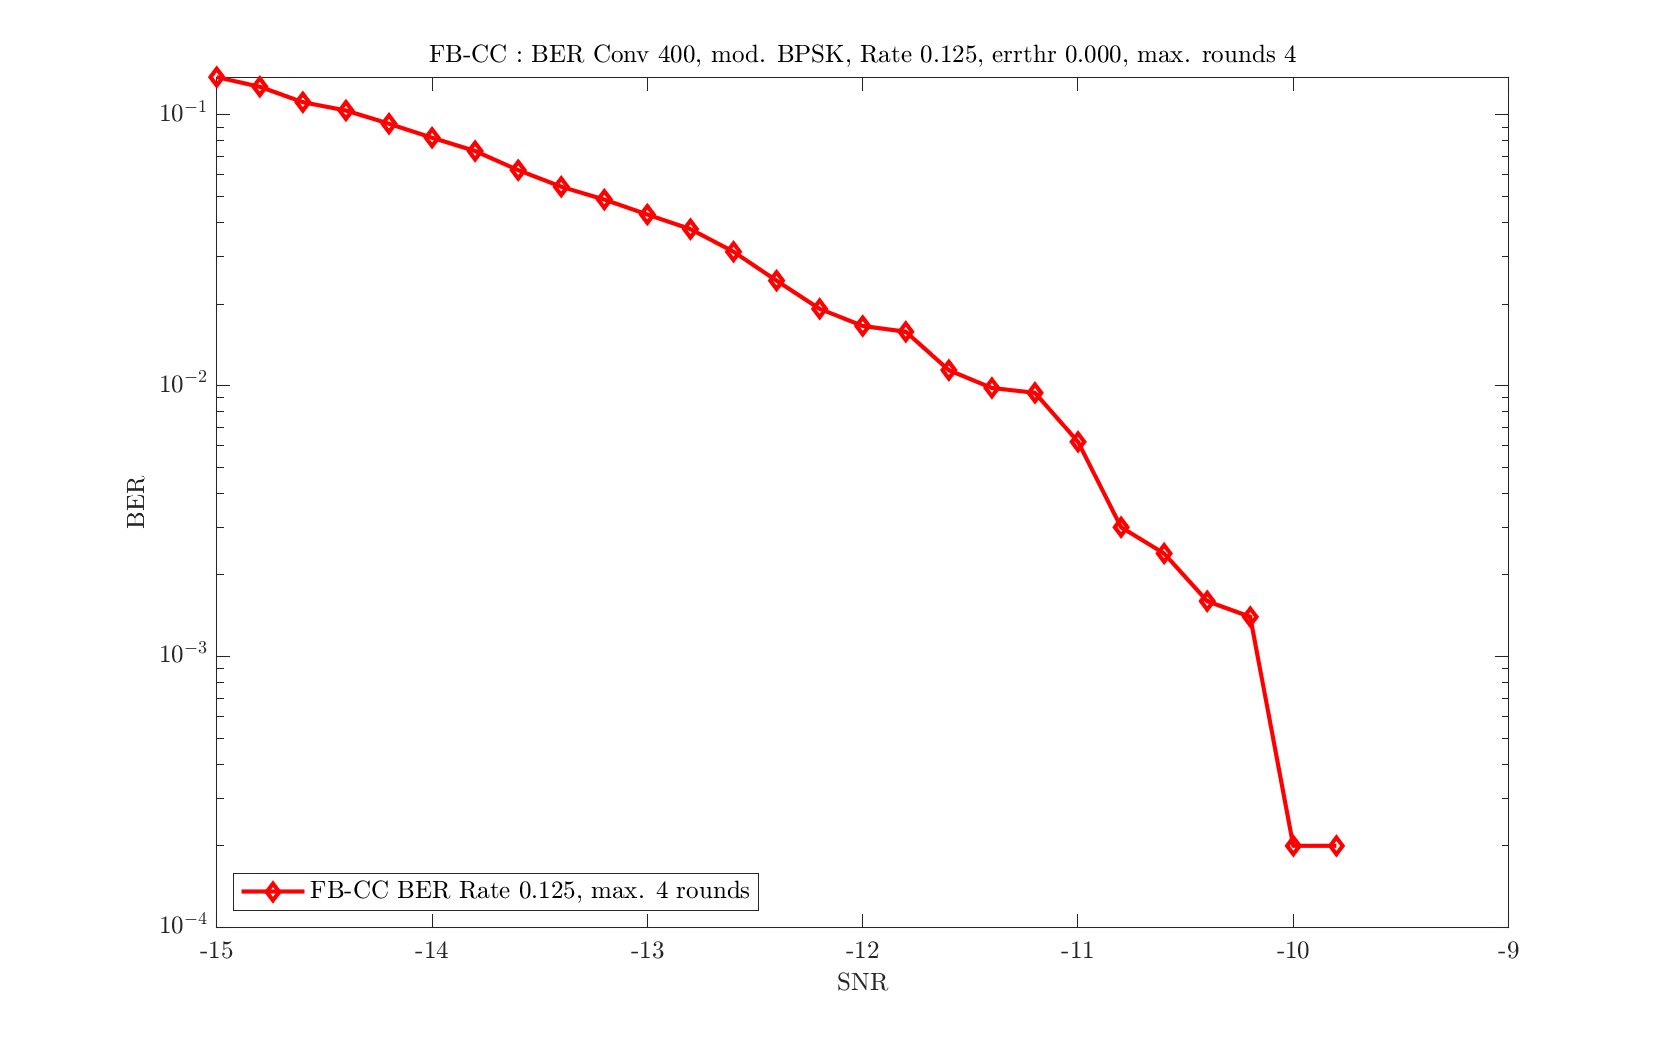 FB-CC : BER Conv 400, mod. BPSK, Rate 0.125, errthr 0.000, max. rounds 4
10⁻¹
10⁻²
10⁻³
10⁻⁴
BER
FB-CC BER Rate 0.125, max. 4 rounds
-15 -14 -13 -12 -11 -10 -9
SNR